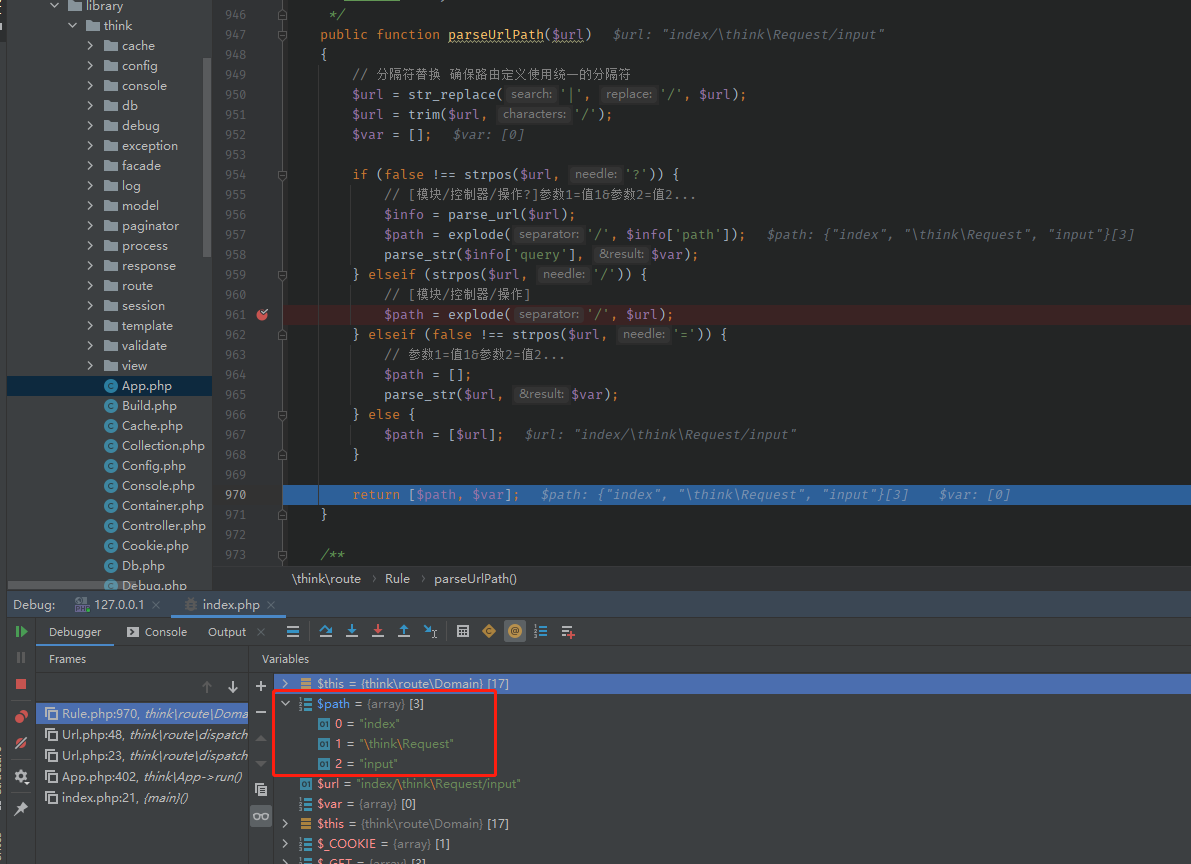 library
think
cache
config
console
db
debug
exception
facade
log
model
paginator
process
response
route
session
template
validate
view
App.php
Build.php
Cache.php
Collection.php
Config.php
Console.php
Container.php
Controller.php
Cookie.php
Db.php
Debug.php
946 */
947 public function parseUrlPath($url) $url: "index/\think\Request/input"
948 {
949 // 分隔符替换 确保路由定义使用统一的分隔符
950 $url = str_replace( search: '|', replace: '/', $url);
951 $url = trim($url, characters: '/');
952 $var = []; $var: [0]
953
954 if (false !== strpos($url, needle: '?')) {
955 // [模块/控制器/操作?]参数1=值1&参数2=值2...
956 $info = parse_url($url);
957 $path = explode( separator: '/', $info['path']); $path: {"index", "\think\Request", "input"}[3]
958 parse_str($info['query'], &result: $var);
959 } elseif (strpos($url, needle: '/')) {
960 // [模块/控制器/操作]
961 $path = explode( separator: '/', $url);
962 } elseif (false !== strpos($url, needle: '=')) {
963 // 参数1=值1&参数2=值2...
964 $path = [];
965 parse_str($url, &result: $var);
966 } else {
967 $path = [$url]; $url: "index/\think\Request/input"
968 }
969
970 return [$path, $var]; $path: {"index", "\think\Request", "input"}[3] $var: [0]
971 }
972
973 /**
\think\route › Rule › parseUrlPath()
Debug: 127.0.0.1 × index.php ×
Debugger Console Output ×
Frames
Rule.php:970, think\route\Doma
Url.php:48, think\route\dispatch
Url.php:23, think\route\dispatch
App.php:402, think\App->run()
index.php:21, {main}()
Variables
$this = {think\route\Domain} [17]
$path = {array} [3]
0 = "index"
1 = "\think\Request"
2 = "input"
$url = "index/\think\Request/input"
$var = {array} [0]
$this = {think\route\Domain} [17]
$_COOKIE = {array} [1]
$_GET = {array} [3]